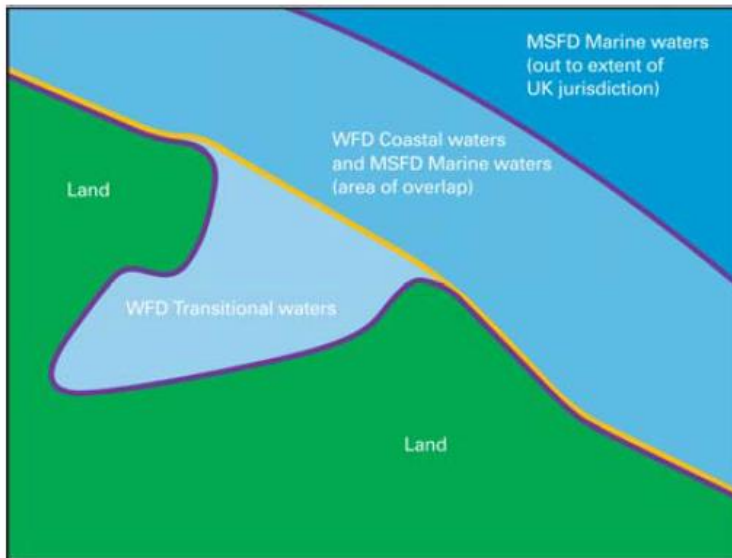 MSFD Marine waters
(out to extent of
UK jurisdiction)
WFD Coastal waters
and MSFD Marine waters
(area of overlap)
Land
WFD Transitional waters
Land